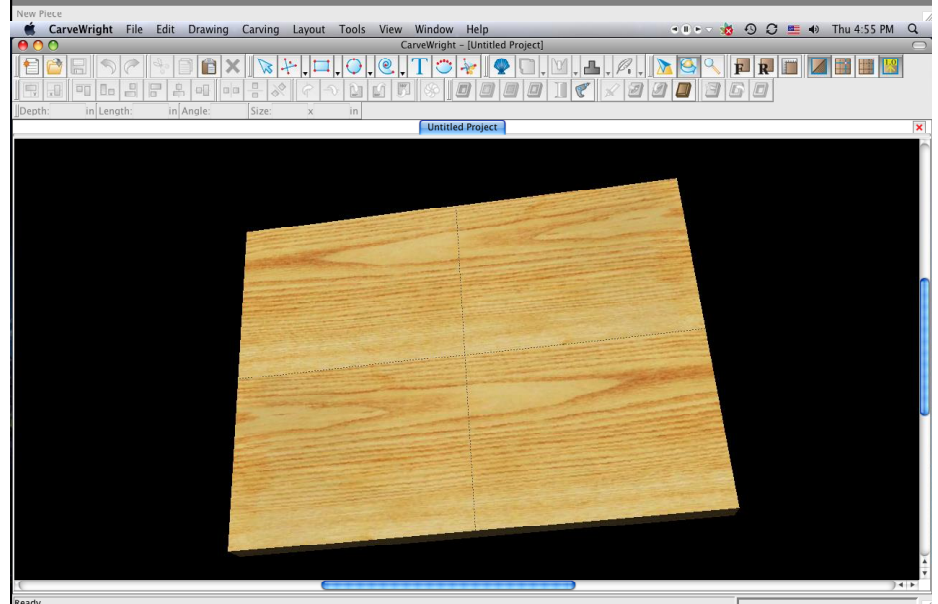 New Piece
CarveWright File Edit Drawing Carving Layout Tools View Window Help Thu 4:55 PM
CarveWright – [Untitled Project]
T F R
Depth: in Length: in Angle: Size: x in
Untitled Project
Ready